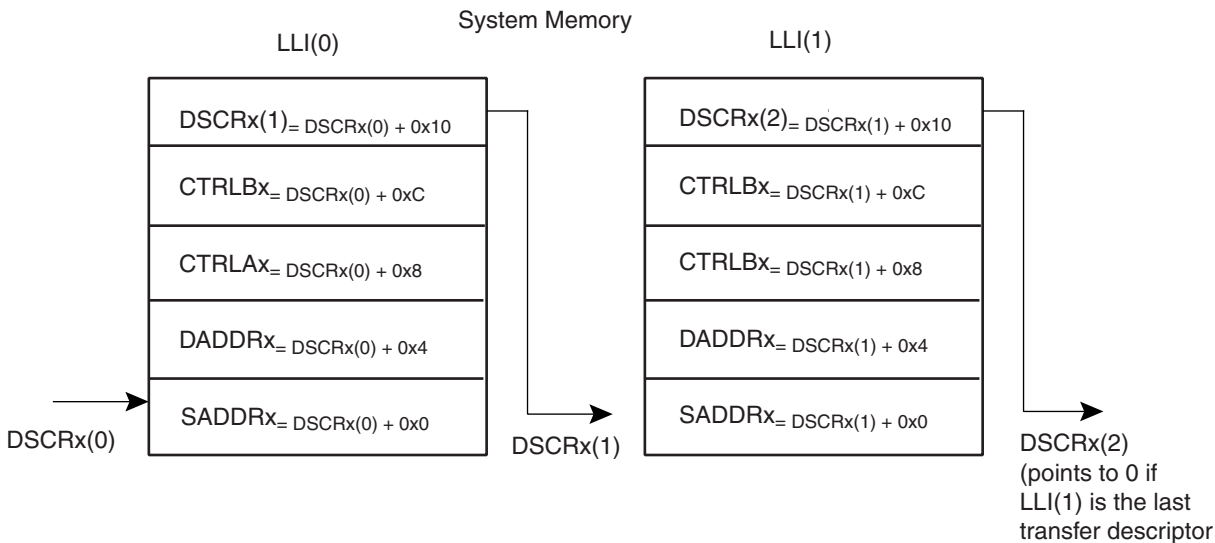 System Memory
LLI(0)
LLI(1)
DSCRx(1)= DSCRx(0) + 0x10
CTRLBx= DSCRx(0) + 0xC
CTRLAx= DSCRx(0) + 0x8
DADDRx= DSCRx(0) + 0x4
SADDRx= DSCRx(0) + 0x0
DSCRx(0)
DSCRx(1)
DSCRx(2)= DSCRx(1) + 0x10
CTRLBx= DSCRx(1) + 0xC
CTRLBx= DSCRx(1) + 0x8
DADDRx= DSCRx(1) + 0x4
SADDRx= DSCRx(1) + 0x0
DSCRx(2)
(points to 0 if
LLI(1) is the last
transfer descriptor